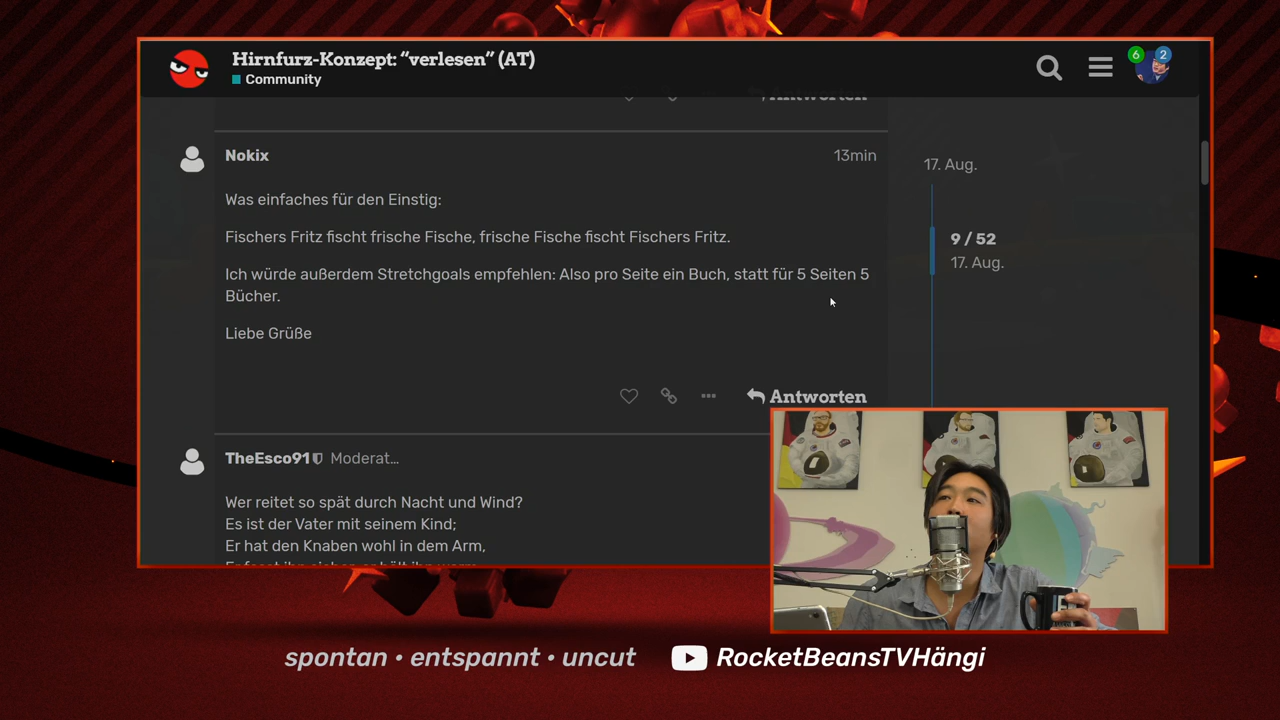 Hirnfurz-Konzept: “verlesen” (AT)
Community
6
2
Antworten
Nokix
13min
17. Aug.
Was einfaches für den Einstig:
Fischers Fritz fischt frische Fische, frische Fische fischt Fischers Fritz.
9 / 52
17. Aug.
Ich würde außerdem Stretchgoals empfehlen: Also pro Seite ein Buch, statt für 5 Seiten 5
Bücher.
Liebe Grüße
Antworten
TheEsco91
Moderat...
Wer reitet so spät durch Nacht und Wind?
Es ist der Vater mit seinem Kind;
Er hat den Knaben wohl in dem Arm,
spontan • entspannt • uncut
RocketBeansTVHängi